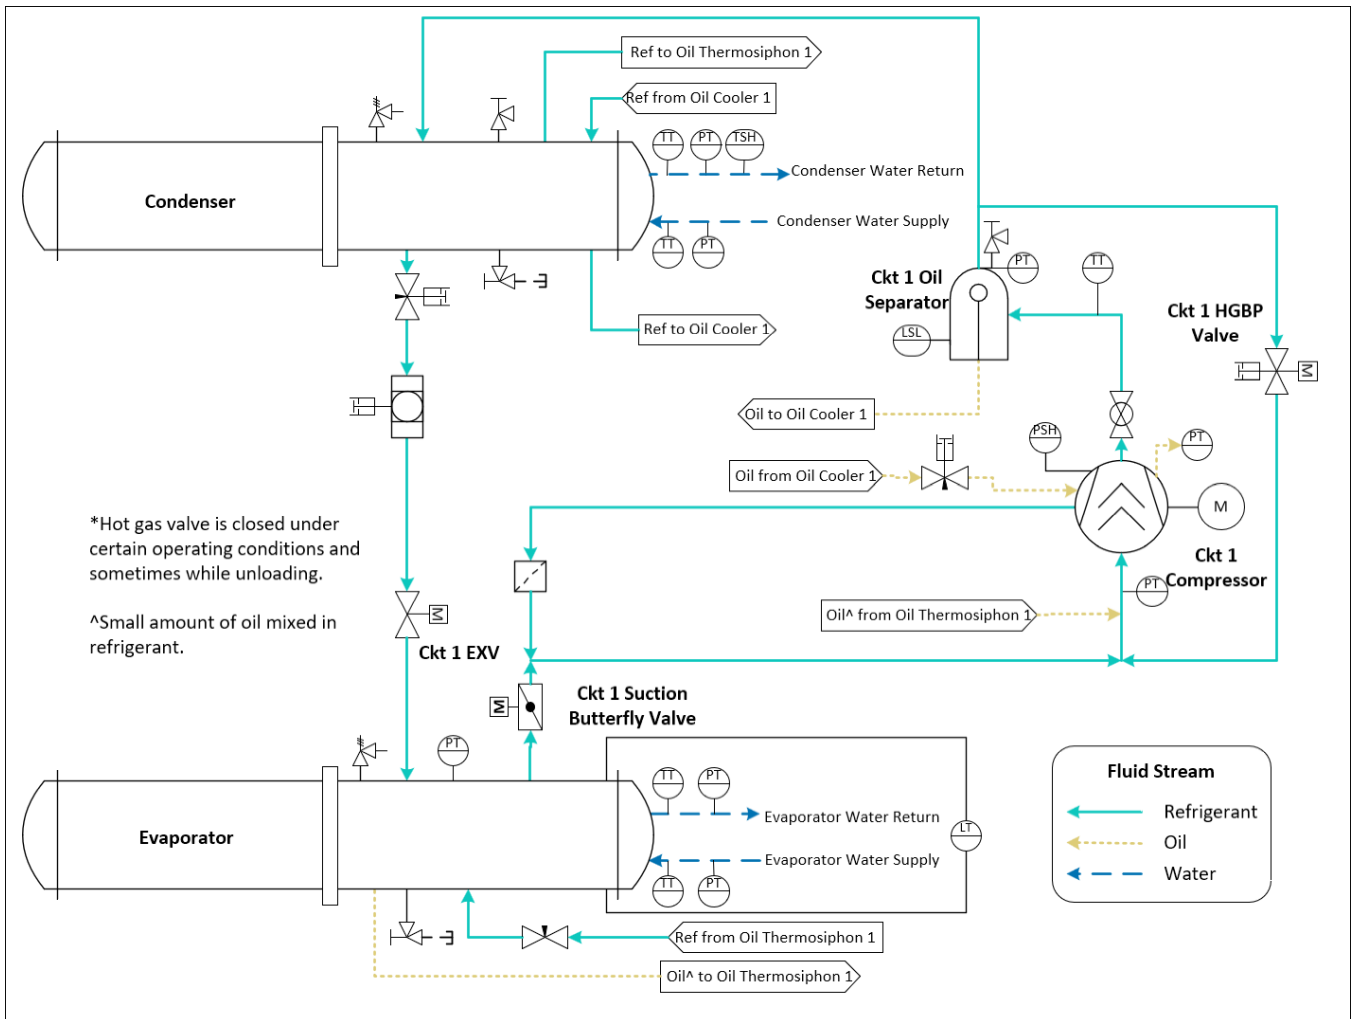 Ref to Oil Thermosiphon 1
Ref from Oil Cooler 1
TT
PT
TSH
Condenser Water Return
Condenser
Condenser Water Supply
TT
PT
Ckt 1 Oil
Separator
PT
TT
Ckt 1 HGBP
Valve
Ref to Oil Cooler 1
LSL
M
Oil to Oil Cooler 1
PSH
PT
Oil from Oil Cooler 1
M
*Hot gas valve is closed under
certain operating conditions and
sometimes while unloading.
^Small amount of oil mixed in
refrigerant.
Ckt 1
Compressor
PT
Oil^ from Oil Thermosiphon 1
M
Ckt 1 EXV
M
Ckt 1 Suction
Butterfly Valve
PT
TT
PT
Evaporator Water Return
Evaporator
LT
Evaporator Water Supply
TT
PT
Ref from Oil Thermosiphon 1
Oil^ to Oil Thermosiphon 1
Fluid Stream
Refrigerant
Oil
Water